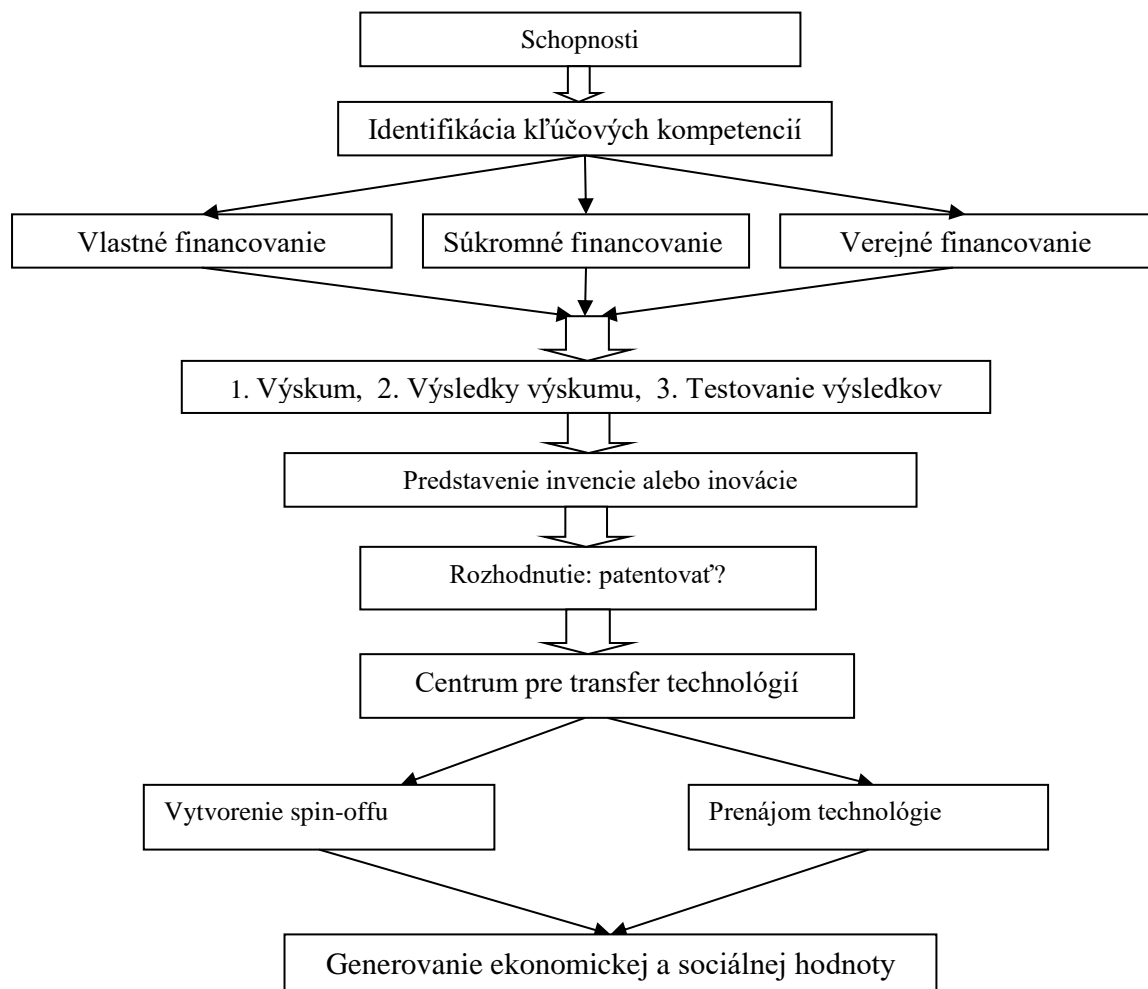 Schopnosti
Identifikácia kľúčových kompetencií
Vlastné financovanie
Súkromné financovanie
Verejné financovanie
1. Výskum, 2. Výsledky výskumu, 3. Testovanie výsledkov
Predstavenie invencie alebo inovácie
Rozhodnutie: patentovať?
Centrum pre transfer technológií
Vytvorenie spin-offu
Prenájom technológie
Generovanie ekonomickej a sociálnej hodnoty